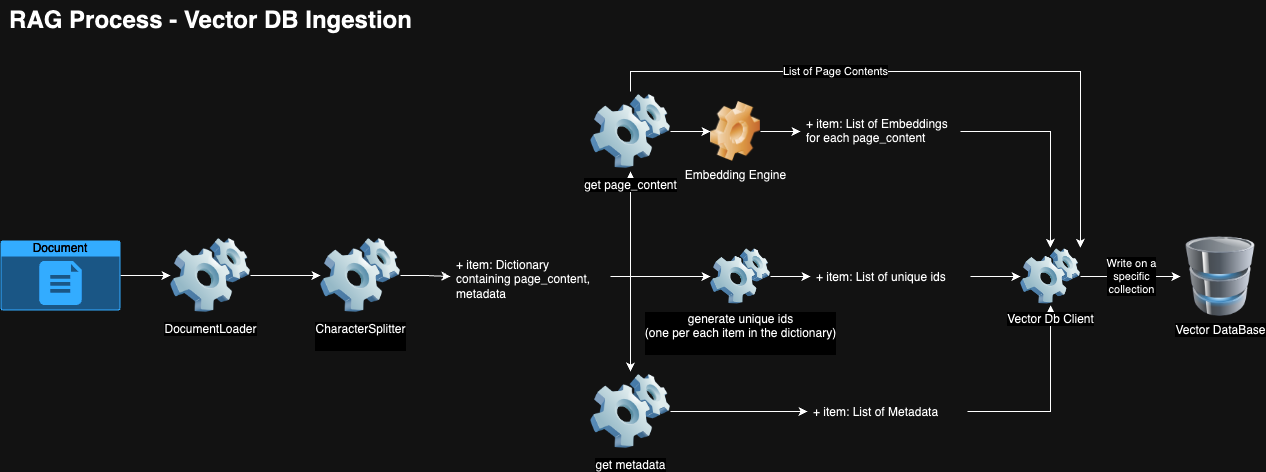 RAG Process - Vector DB Ingestion
List of Page Contents
+ item: List of Embeddings
for each page_content
get page_content
Embedding Engine
Document
DocumentLoader
CharacterSplitter
+ item: Dictionary
containing page_content,
metadata
generate unique ids
(one per each item in the dictionary)
+ item: List of unique ids
Vector Db Client
Write on a
specific
collection
Vector DataBase
get metadata
+ item: List of Metadata